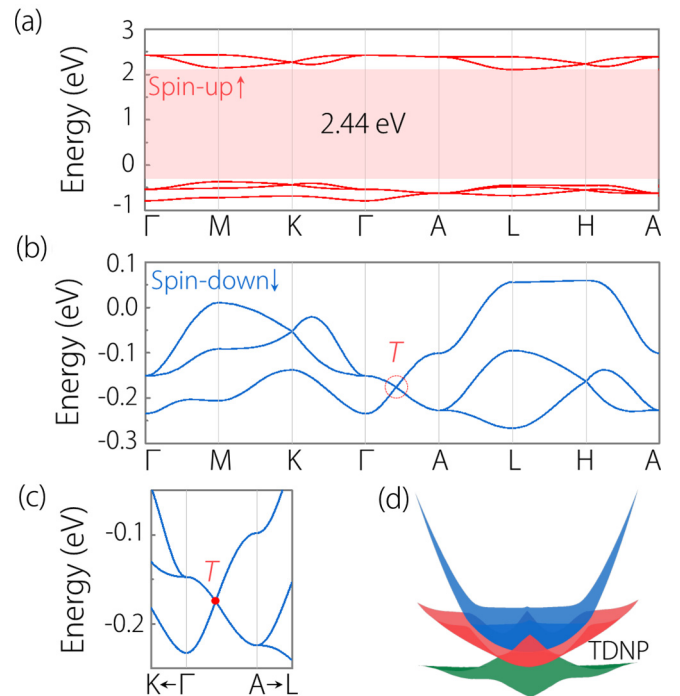 (a)
Energy (eV)
3
2
1
0
-1
Spin-up↑
2.44 eV
Γ M K Γ A L H A
(b)
Energy (eV)
0.1
0.0
-0.1
-0.2
-0.3
Spin-down↓
T
Γ M K Γ A L H A
(c)
Energy (eV)
-0.1
-0.2
T
K←Γ A→L
(d)
TDNP